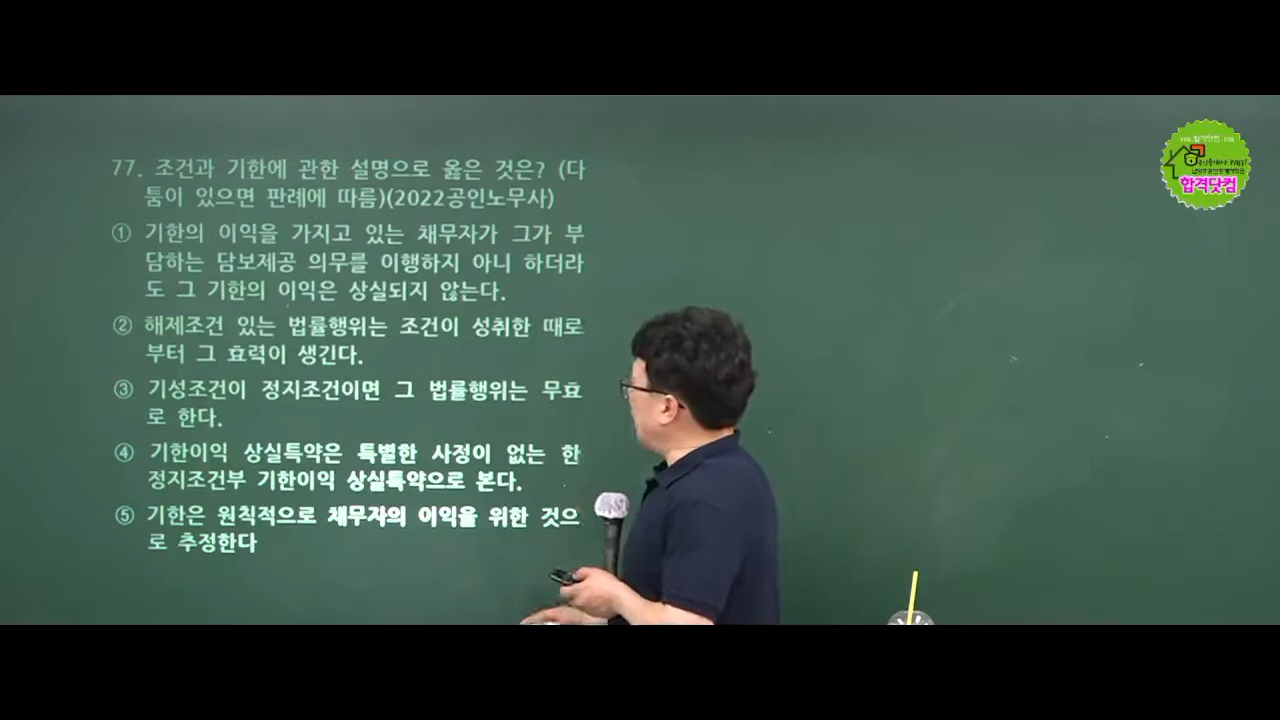 77. 조건과 기한에 관한 설명으로 옳은 것은? (다
툼이 있으면 판례에 따름)(2022공인노무사)
① 기한의 이익을 가지고 있는 채무자가 그가 부
담하는 담보제공 의무를 이행하지 아니 하더라
도 그 기한의 이익은 상실되지 않는다.
② 해제조건 있는 법률행위는 조건이 성취한 때로
부터 그 효력이 생긴다.
③ 기성조건이 정지조건이면 그 법률행위는 무효
로 한다.
④ 기한이익 상실특약은 특별한 사정이 없는 한
정지조건부 기한이익 상실특약으로 본다.
⑤ 기한은 원칙적으로 채무자의 이익을 위한 것으
로 추정한다
www.합격닷컴.com
합격닷컴